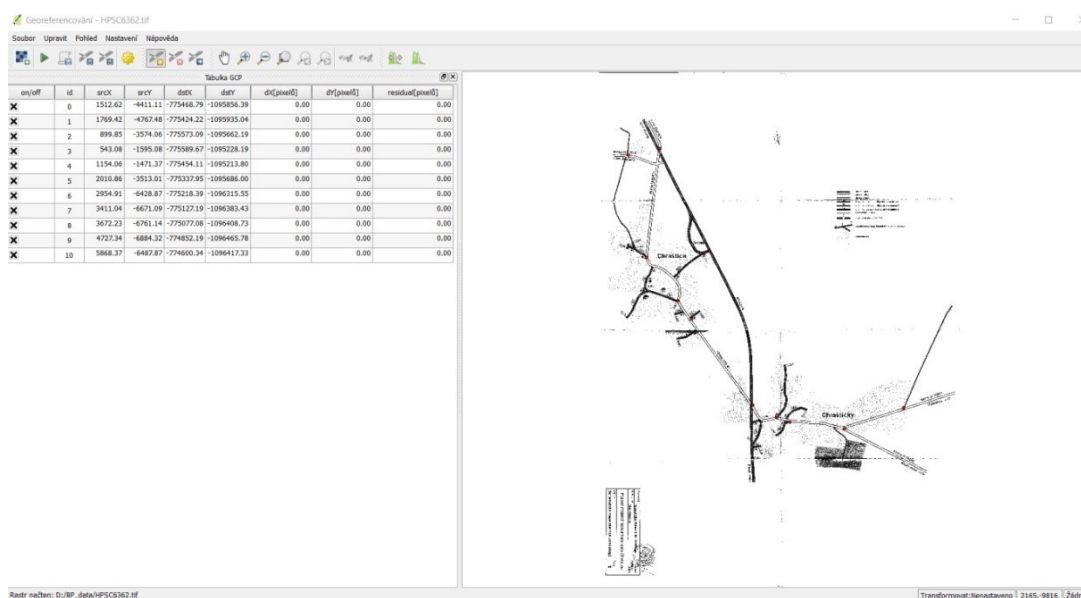 Georeferencování - HPSC6362.tif
Soubor Upravit Pohled Nastavení Nápověda
Tabulka GCP
on/off id srcX srcY dstX dstY dX[pixelů] dY[pixelů] residual[pixelů]
0 1512.62 -4411.11 -775468.79 -1095856.39 0.00 0.00 0.00
1 1769.42 -4767.48 -775424.22 -1095935.04 0.00 0.00 0.00
2 899.85 -3574.06 -775573.09 -1095662.19 0.00 0.00 0.00
3 543.08 -1595.08 -775589.67 -1095228.19 0.00 0.00 0.00
4 1154.06 -1471.37 -775454.11 -1095213.80 0.00 0.00 0.00
5 2010.86 -3513.01 -775337.95 -1095686.00 0.00 0.00 0.00
6 2954.91 -6428.87 -775218.39 -1096315.55 0.00 0.00 0.00
7 3411.04 -6671.09 -775127.19 -1096383.43 0.00 0.00 0.00
8 3672.23 -6761.14 -775077.08 -1096408.73 0.00 0.00 0.00
9 4727.34 -6884.32 -774852.19 -1096465.78 0.00 0.00 0.00
10 5868.37 -6487.87 -774600.34 -1096417.33 0.00 0.00 0.00
Chraštice
Chraštičky
Rastr načten: D:/BP_data/HPSC6362.tif
Transformovat:Nenastaveno 2165,-9816